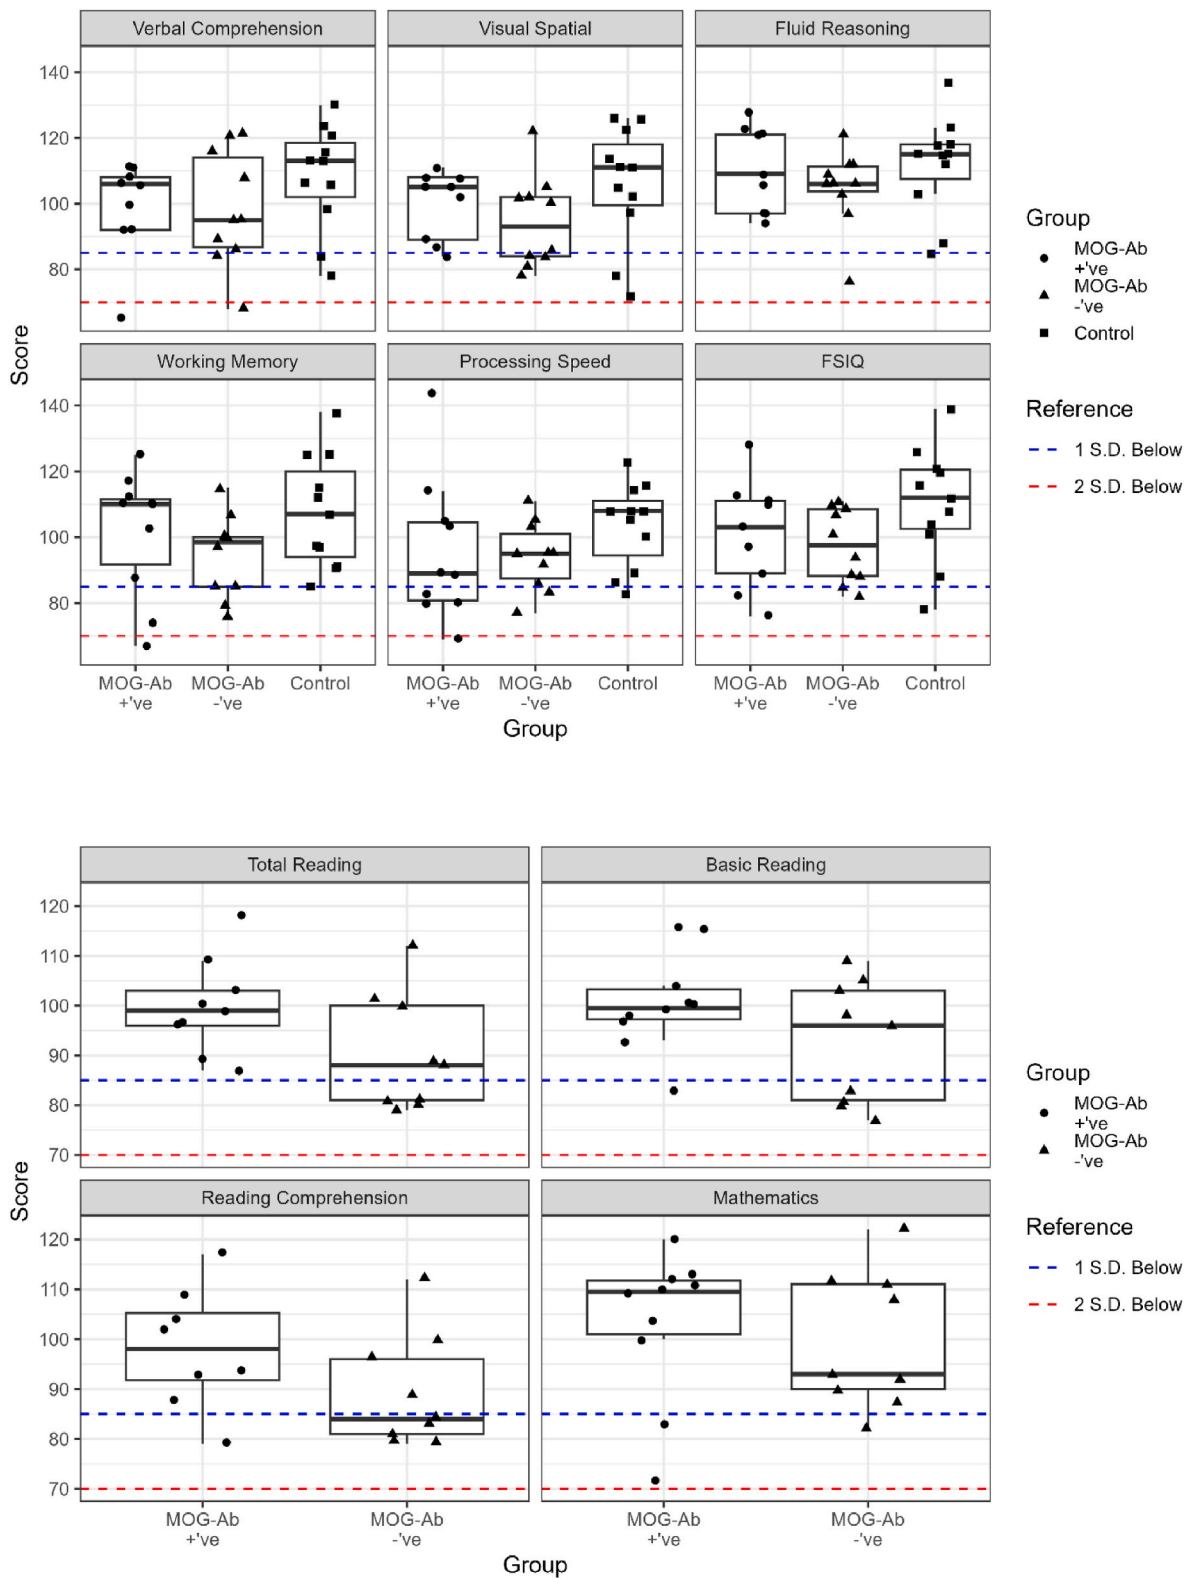 Verbal Comprehension
Visual Spatial
Fluid Reasoning
140
120
100
80
Score
Working Memory
Processing Speed
FSIQ
140
120
100
80
MOG-Ab
+'ve
MOG-Ab
-'ve
Control
MOG-Ab
+'ve
MOG-Ab
-'ve
Control
MOG-Ab
+'ve
MOG-Ab
-'ve
Control
Group
Group
MOG-Ab
+'ve
MOG-Ab
-'ve
Control
Reference
1 S.D. Below
2 S.D. Below
Total Reading
Basic Reading
120
110
100
90
80
70
Score
Reading Comprehension
Mathematics
120
110
100
90
80
70
MOG-Ab
+'ve
MOG-Ab
-'ve
MOG-Ab
+'ve
MOG-Ab
-'ve
Group
Group
MOG-Ab
+'ve
MOG-Ab
-'ve
Reference
1 S.D. Below
2 S.D. Below